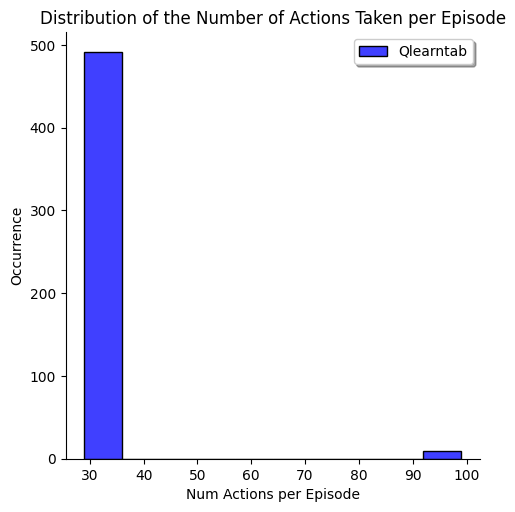 Distribution of the Number of Actions Taken per Episode
Qlearntab
500
400
300
200
100
0
Occurrence
30 40 50 60 70 80 90 100
Num Actions per Episode